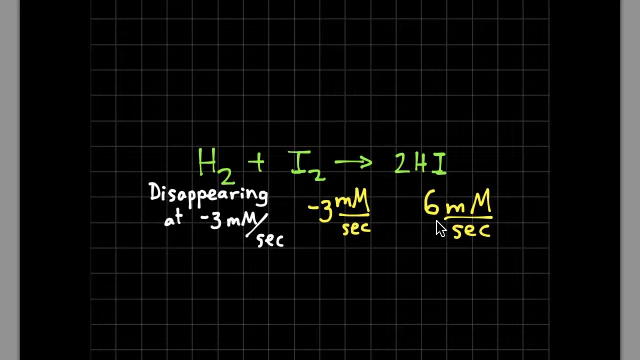 H₂ + I₂ → 2HI
Disappearing
at -3 mM/sec
-3 mM/sec
6 mM/sec